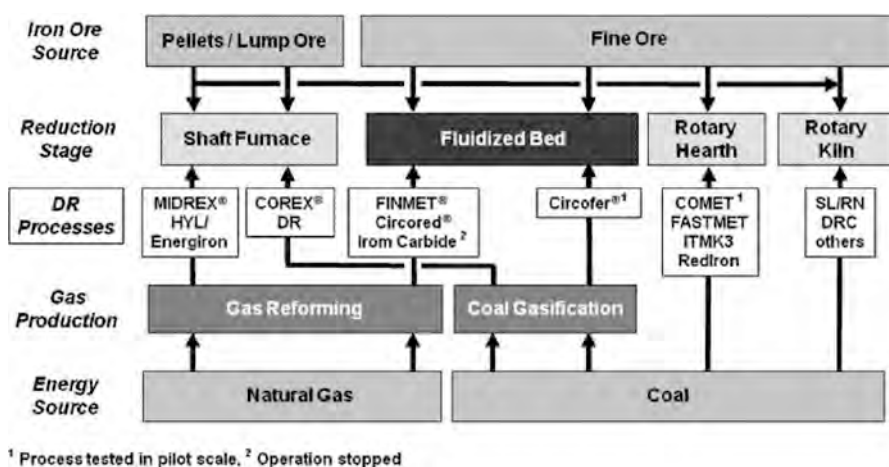 Iron Ore
Source
Pellets / Lump Ore
Fine Ore
Reduction
Stage
Shaft Furnace
Fluidized Bed
Rotary
Hearth
Rotary
Kiln
DR
Processes
MIDREX®
HYL/
Energiron
COREX®
DR
FINMET®
Circored®
Irom Carbide ²
Circofer®¹
COMET ¹
FASTMET
ITMK3
RedIron
SL/RN
DRC
others
Gas
Production
Gas Reforming
Coal Gasification
Energy
Source
Natural Gas
Coal
¹ Process tested in pilot scale, ² Operation stopped